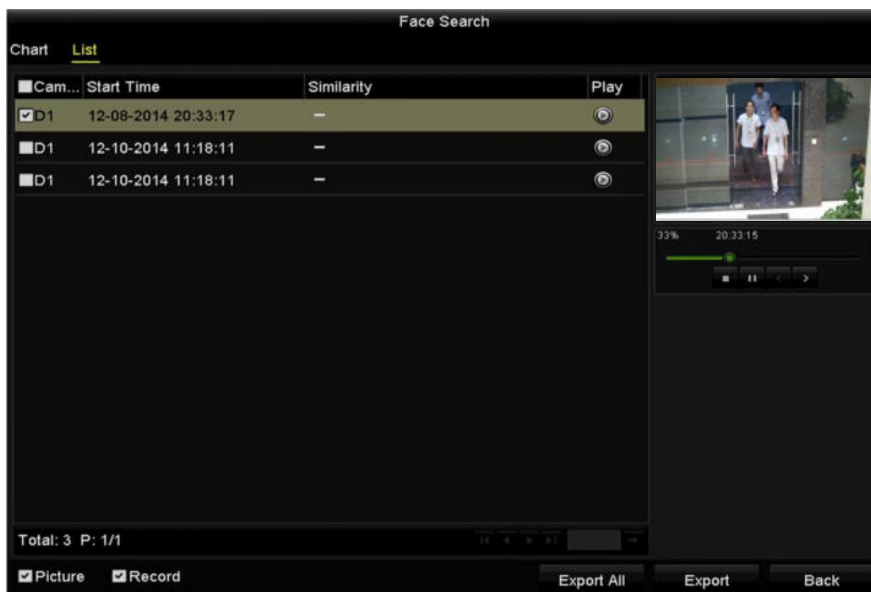 Face Search
Chart List
Cam... Start Time Similarity Play
D1 12-08-2014 20:33:17 –
D1 12-10-2014 11:18:11 –
D1 12-10-2014 11:18:11 –
33% 20:33:15
Total: 3 P: 1/1
Picture Record Export All Export Back